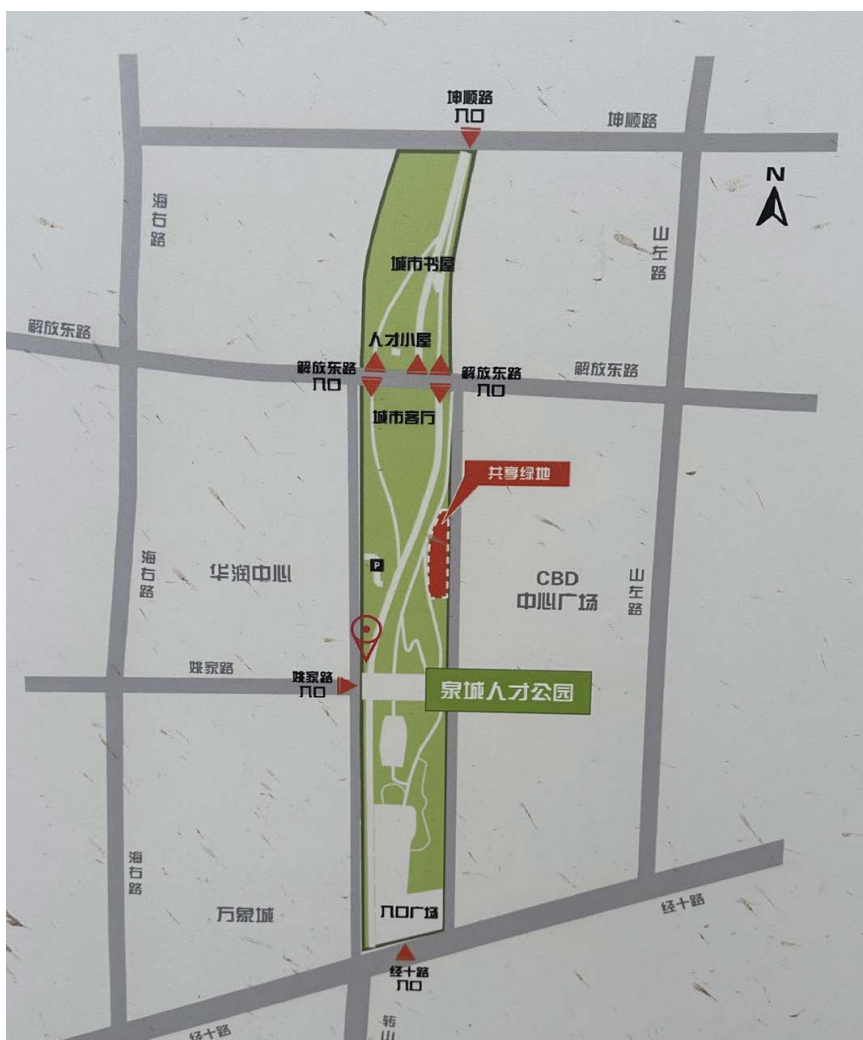 坤顺路
入口
坤顺路
N
海右路
山左路
城市书屋
解放东路
人才小屋
解放东路
入口
解放东路
入口
解放东路
城市客厅
共享绿地
海右路
华润中心
P
CBD
中心广场
山左路
姚家路
姚家路
入口
泉城人才公园
海右路
万象城
入口广场
经十路
经十路
入口
经十路
转山